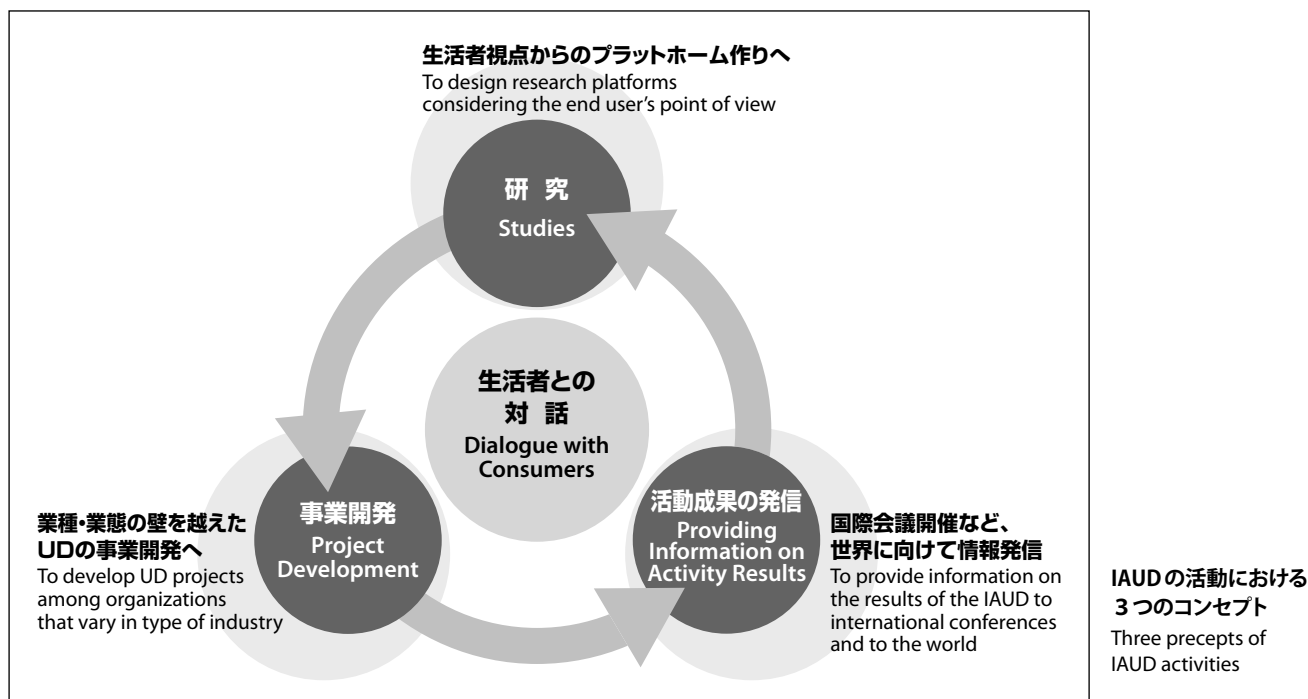 生活者視点からのプラットホーム作りへ
To design research platforms
considering the end user's point of view
研 究
Studies
生活者との
対 話
Dialogue with
Consumers
事業開発
Project
Development
業種・業態の壁を越えた
UDの事業開発へ
To develop UD projects
among organizations
that vary in type of industry
活動成果の発信
Providing
Information on
Activity Results
国際会議開催など、
世界に向けて情報発信
To provide information on
the results of the IAUD to
international conferences
and to the world
IAUDの活動における
3つのコンセプト
Three precepts of
IAUD activities